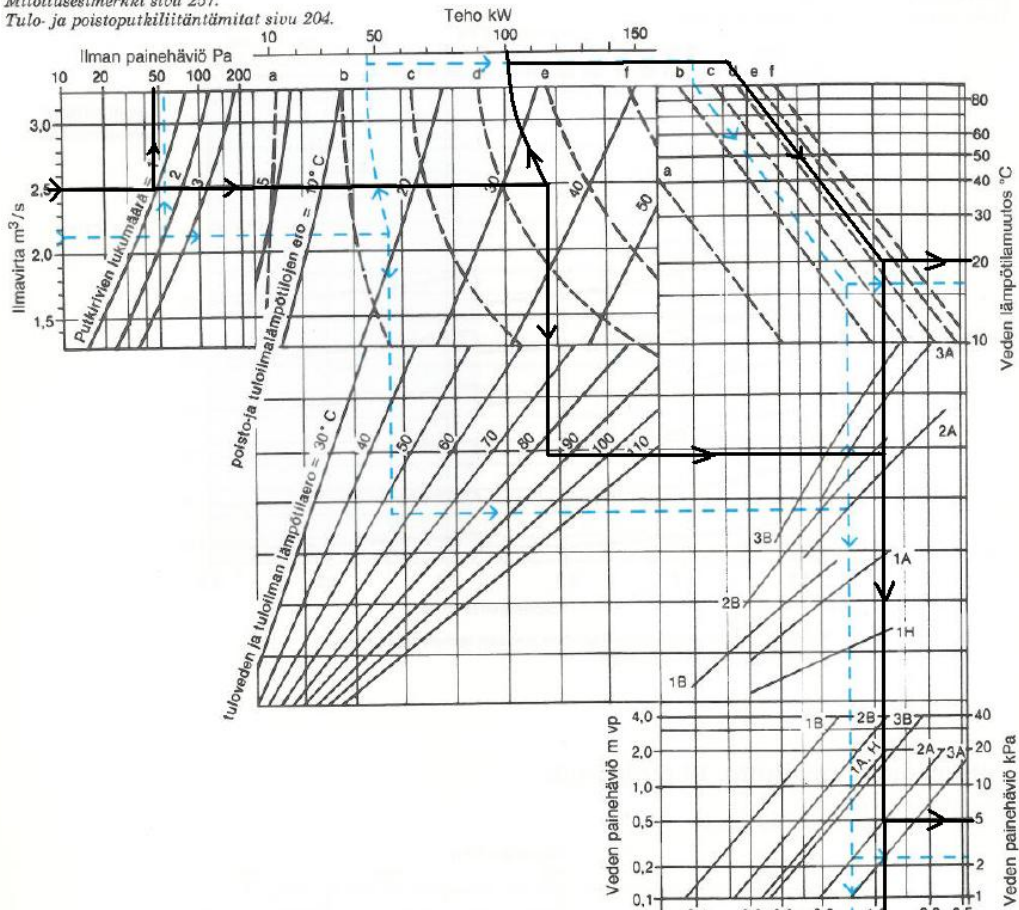 Tulo- ja poistoputkiliitäntämitat sivu 204.
Teho kW
10 50 100 150
Ilman painehäviö Pa
10 20 50 100 200
a b c d e f b c d e f
Ilmavirta m³/s
3,0
2,5
2,0
1,5
Putkirivien lukumäärä =
2
3
5
poisto-ja tuloilmalämpötilojen ero = 10° C
20
30
40
50
a
80
60
50
40
30
20
10
Veden lämpötilamuutos °C
tuloveden ja tuloilman lämpötilaero = 30° C
40
50
60
70
80
90
100
110
3A
2A
3B
1A
2B
1H
1B
Veden painehäviö m vp
4,0
2,0
1,0
0,5
0,2
0,1
1B
2B
3B
1A, H
2A
3A
40
20
10
5
2
1
Veden painehäviö kPa